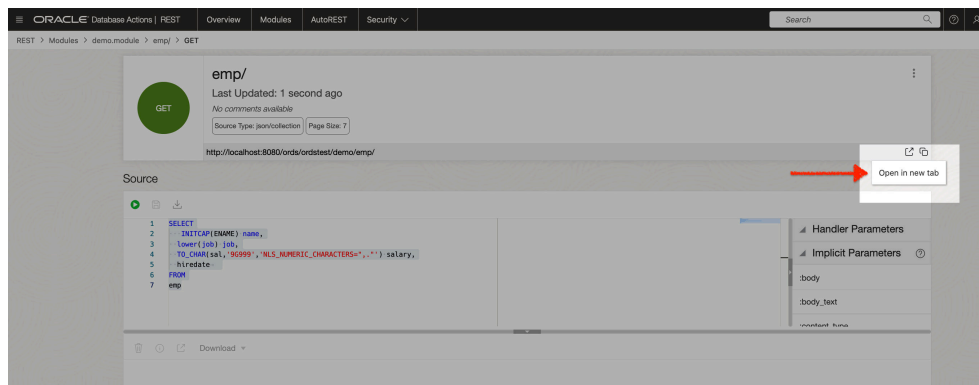 ORACLE Database Actions | REST Overview Modules AutoREST Security Search
REST > Modules > demo.module > emp/ > GET
GET
emp/
Last Updated: 1 second ago
No comments available
Source Type: json/collection Page Size: 7
http://localhost:8080/ords/ordstest/demo/emp/
Open in new tab
Source
1 SELECT
2 INITCAP(ENAME) name,
3 lower(job) job,
4 TO_CHAR(sal,'9G999','NLS_NUMERIC_CHARACTERS=",."') salary,
5 hiredate
6 FROM
7 emp
Handler Parameters
Implicit Parameters
:body
:body_text
:content_type
Download